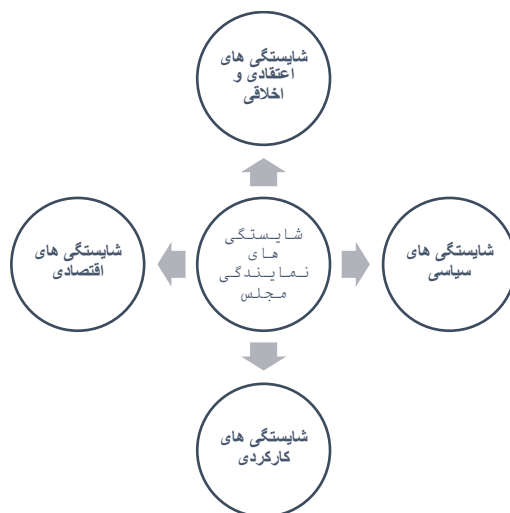 شایستگی های
اعتقادی و
اخلاقی
شایستگی های
سیاسی
شایستگی
های
نمایندگی
مجلس
شایستگی های
اقتصادی
شایستگی های
کارکردی